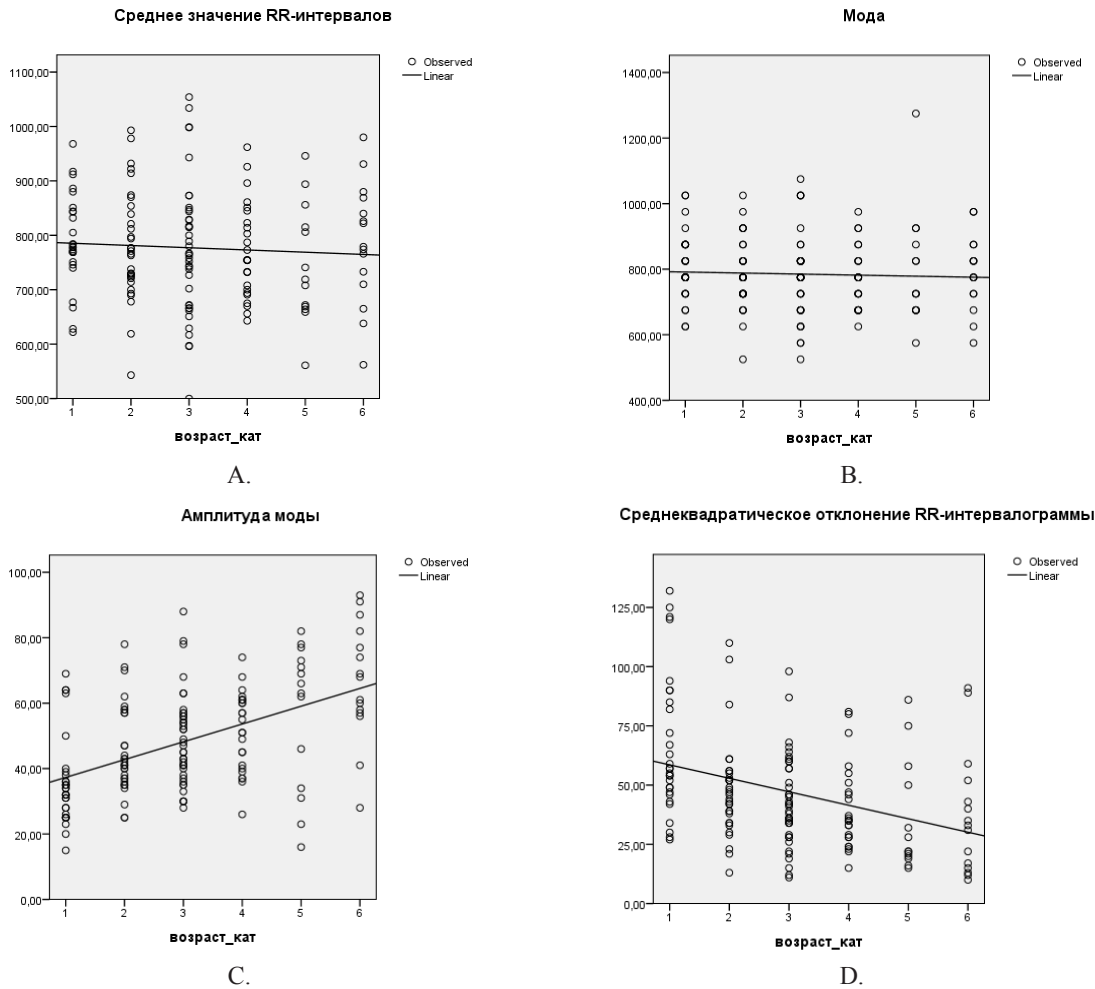 Среднее значение RR-интервалов
1100,00
1000,00
900,00
800,00
700,00
600,00
500,00
1 2 3 4 5 6
возраст_кат
Observed
Linear
A.
Мода
1400,00
1200,00
1000,00
800,00
600,00
400,00
1 2 3 4 5 6
возраст_кат
Observed
Linear
B.
Амплитуда моды
100,00
80,00
60,00
40,00
20,00
0,00
1 2 3 4 5 6
возраст_кат
Observed
Linear
C.
Среднеквадратическое отклонение RR-интервалограммы
125,00
100,00
75,00
50,00
25,00
0,00
1 2 3 4 5 6
возраст_кат
Observed
Linear
D.